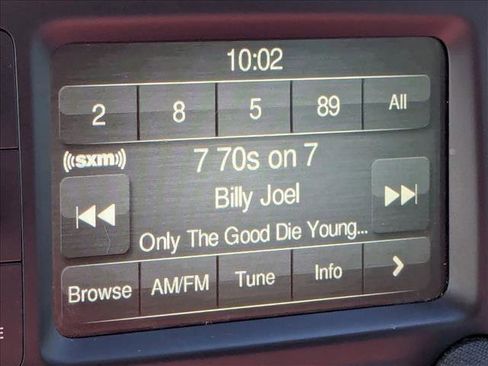 10:02
2 8 5 89 All
((sxm)) 7 70s on 7
Billy Joel
Only The Good Die Young...
Browse AM/FM Tune Info >
E